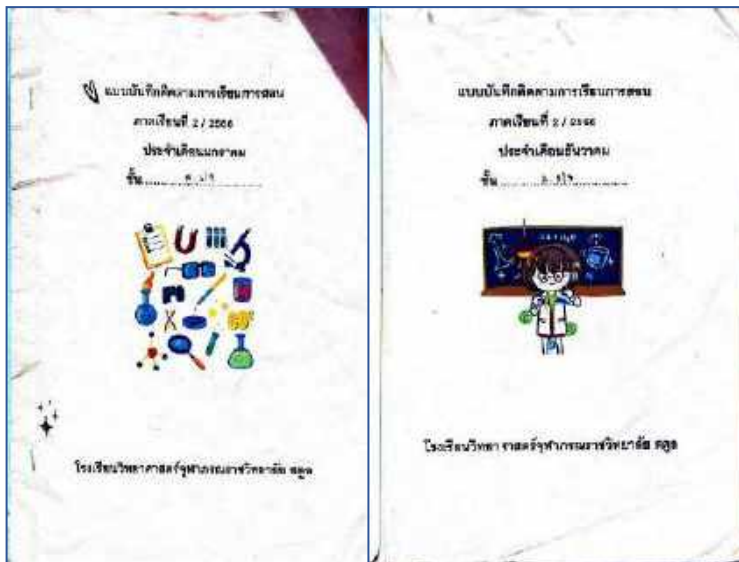 แบบบันทึกติดตามการเรียนการสอน
ภาคเรียนที่ 2 / 2566
ประจำเดือนมกราคม
ชั้น
โรงเรียนวิทยาศาสตร์จุฬาภรณราชวิทยาลัย สตูล
แบบบันทึกติดตามการเรียนการสอน
ภาคเรียนที่ 2 / 2566
ประจำเดือนธันวาคม
ชั้น
โรงเรียนวิทยาศาสตร์จุฬาภรณราชวิทยาลัย สตูล